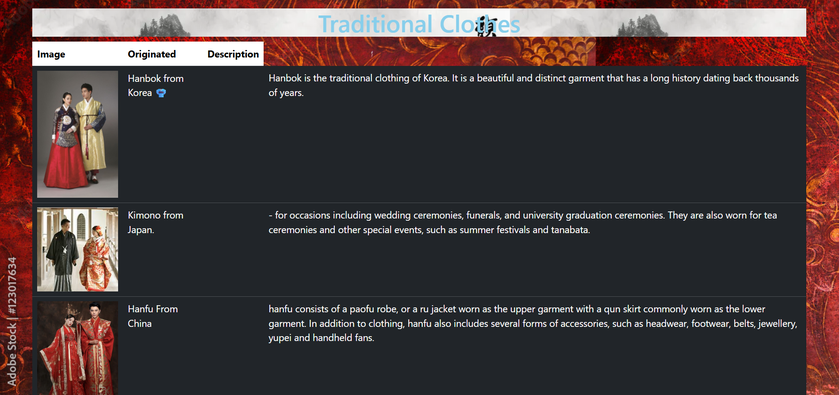 Traditional Clothes
Image Originated Description
Hanbok from
Korea
Hanbok is the traditional clothing of Korea. It is a beautiful and distinct garment that has a long history dating back thousands
of years.
Kimono from
Japan.
- for occasions including wedding ceremonies, funerals, and university graduation ceremonies. They are also worn for tea
ceremonies and other special events, such as summer festivals and tanabata.
Hanfu From
China
hanfu consists of a paofu robe, or a ru jacket worn as the upper garment with a qun skirt commonly worn as the lower
garment. In addition to clothing, hanfu also includes several forms of accessories, such as headwear, footwear, belts, jewellery,
yupei and handheld fans.
Adobe Stock | #123017634